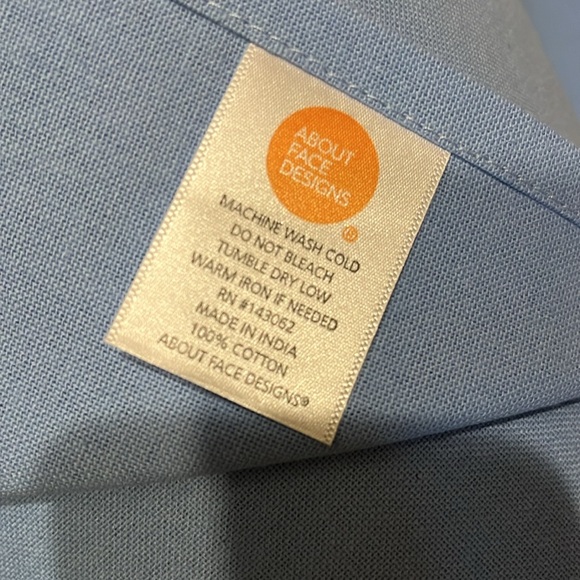 ABOUT
FACE
DESIGNS
®
MACHINE WASH COLD
DO NOT BLEACH
TUMBLE DRY LOW
WARM IRON IF NEEDED
RN #143062
MADE IN INDIA
100% COTTON
ABOUT FACE DESIGNS®